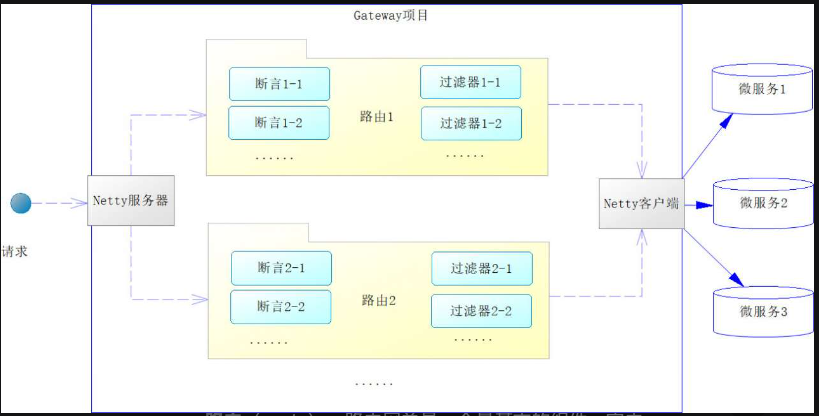 Gateway项目
断言1-1
过滤器1-1
路由1
断言1-2
过滤器1-2
......
......
微服务1
Netty服务器
Netty客户端
微服务2
请求
断言2-1
过滤器2-1
路由2
断言2-2
过滤器2-2
......
......
微服务3
......